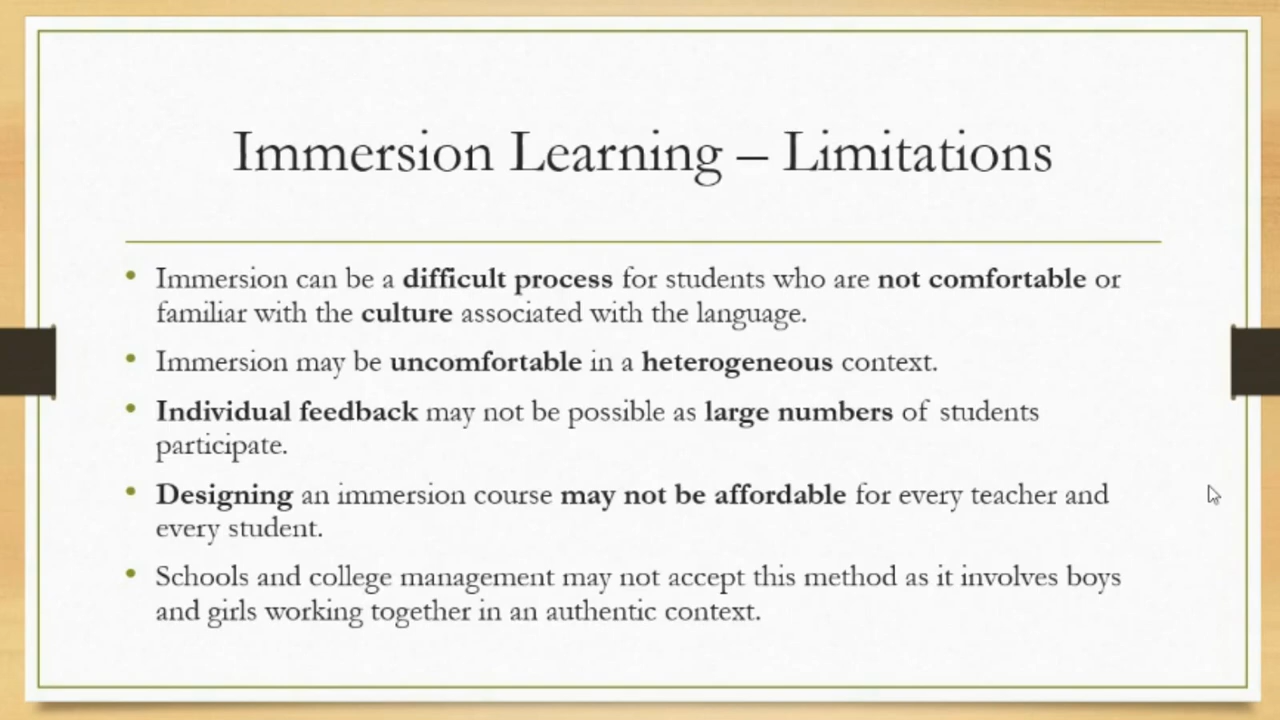 Immersion Learning – Limitations
• Immersion can be a difficult process for students who are not comfortable or
familiar with the culture associated with the language.
• Immersion may be uncomfortable in a heterogeneous context.
• Individual feedback may not be possible as large numbers of students
participate.
• Designing an immersion course may not be affordable for every teacher and
every student.
• Schools and college management may not accept this method as it involves boys
and girls working together in an authentic context.